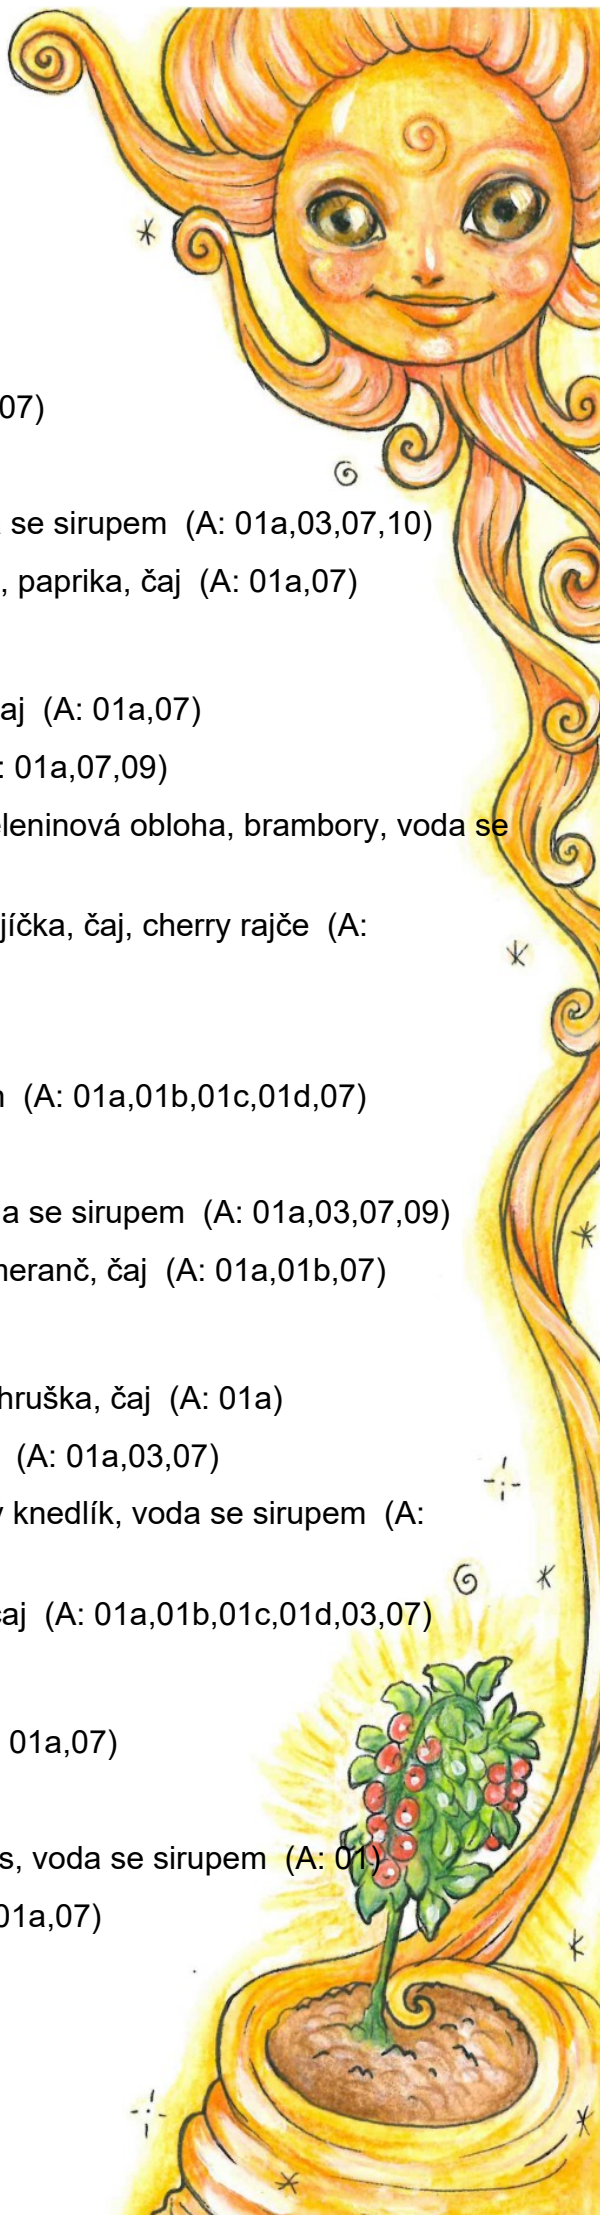 07)
se sirupem (A: 01a,03,07,10)
, paprika, čaj (A: 01a,07)
aj (A: 01a,07)
: 01a,07,09)
eleninová obloha, brambory, voda se
jíčka, čaj, cherry rajče (A:
(A: 01a,01b,01c,01d,07)
a se sirupem (A: 01a,03,07,09)
meranč, čaj (A: 01a,01b,07)
hruška, čaj (A: 01a)
(A: 01a,03,07)
knedlík, voda se sirupem (A:
čaj (A: 01a,01b,01c,01d,03,07)
01a,07)
s, voda se sirupem (A: 01)
01a,07)